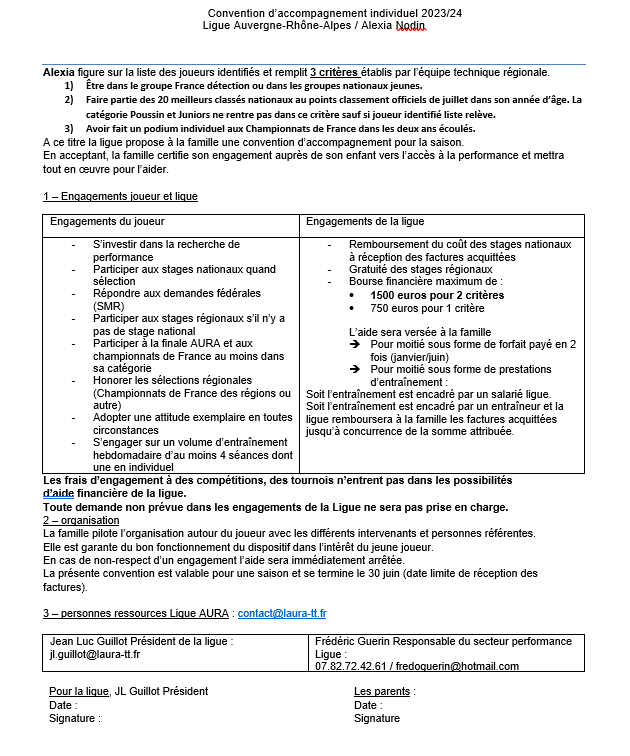 Convention d'accompagnement individuel 2023/24
Ligue Auvergne-Rhône-Alpes / Alexia Nodin
Alexia figure sur la liste des joueurs identifiés et remplit 3 critères établis par l'équipe technique régionale.
1) Être dans le groupe France détection ou dans les groupes nationaux jeunes.
2) Faire partie des 20 meilleurs classés nationaux au points classement officiels de juillet dans son année d'âge. La
catégorie Poussin et Juniors ne rentre pas dans ce critère sauf si joueur identifié liste relève.
3) Avoir fait un podium individuel aux Championnats de France dans les deux ans écoulés.
A ce titre la ligue propose à la famille une convention d'accompagnement pour la saison.
En acceptant, la famille certifie son engagement auprès de son enfant vers l'accès à la performance et mettra
tout en œuvre pour l'aider.
1 – Engagements joueur et ligue
Engagements du joueur
- S'investir dans la recherche de
performance
- Participer aux stages nationaux quand
sélection
- Répondre aux demandes fédérales
(SMR)
- Participer aux stages régionaux s'il n'y a
pas de stage national
- Participer à la finale AURA et aux
championnats de France au moins dans
sa catégorie
- Honorer les sélections régionales
(Championnats de France des régions ou
autre)
- Adopter une attitude exemplaire en toutes
circonstances
- S'engager sur un volume d'entraînement
hebdomadaire d'au moins 4 séances dont
une en individuel
Engagements de la ligue
- Remboursement du coût des stages nationaux
à réception des factures acquittées
- Gratuité des stages régionaux
- Bourse financière maximum de :
• 1500 euros pour 2 critères
• 750 euros pour 1 critère
L'aide sera versée à la famille
➔ Pour moitié sous forme de forfait payé en 2
fois (janvier/juin)
➔ Pour moitié sous forme de prestations
d'entraînement :
Soit l'entraînement est encadré par un salarié ligue.
Soit l'entraînement est encadré par un entraîneur et la
ligue remboursera à la famille les factures acquittées
jusqu'à concurrence de la somme attribuée.
Les frais d'engagement à des compétitions, des tournois n'entrent pas dans les possibilités
d'aide financière de la ligue.
Toute demande non prévue dans les engagements de la Ligue ne sera pas prise en charge.
2 – organisation
La famille pilote l'organisation autour du joueur avec les différents intervenants et personnes référentes.
Elle est garante du bon fonctionnement du dispositif dans l'intérêt du jeune joueur.
En cas de non-respect d'un engagement l'aide sera immédiatement arrêtée.
La présente convention est valable pour une saison et se termine le 30 juin (date limite de réception des
factures).
3 – personnes ressources Ligue AURA : contact@laura-tt.fr
Jean Luc Guillot Président de la ligue :
jl.guillot@laura-tt.fr
Frédéric Guerin Responsable du secteur performance
Ligue :
07.82.72.42.61 / fredoguerin@hotmail.com
Pour la ligue, JL Guillot Président
Date :
Signature :
Les parents :
Date :
Signature